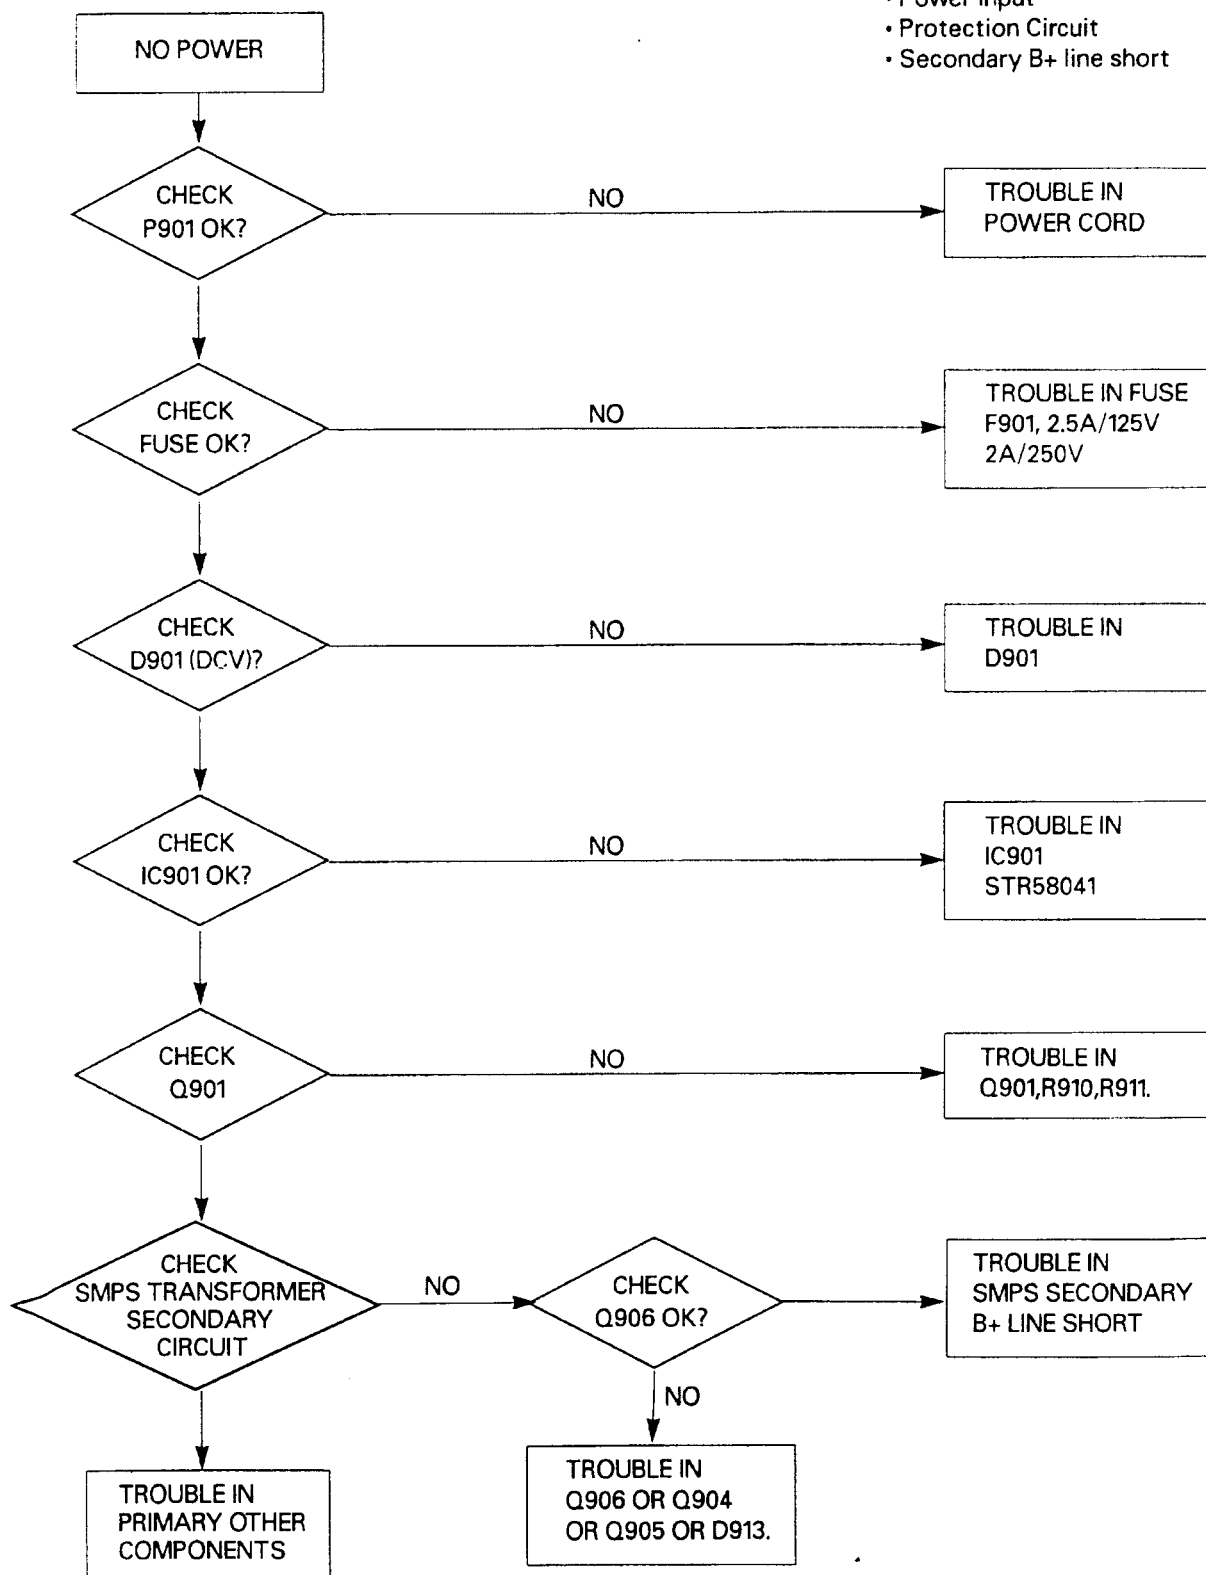 • Power Input
• Protection Circuit
• Secondary B+ line short
NO POWER
CHECK
P901 OK?
NO
TROUBLE IN
POWER CORD
CHECK
FUSE OK?
NO
TROUBLE IN FUSE
F901, 2.5A/125V
2A/250V
CHECK
D901 (DCV)?
NO
TROUBLE IN
D901
CHECK
IC901 OK?
NO
TROUBLE IN
IC901
STR58041
CHECK
Q901
NO
TROUBLE IN
Q901,R910,R911.
CHECK
SMPS TRANSFORMER
SECONDARY
CIRCUIT
NO
CHECK
Q906 OK?
TROUBLE IN
SMPS SECONDARY
B+ LINE SHORT
NO
TROUBLE IN
PRIMARY OTHER
COMPONENTS
TROUBLE IN
Q906 OR Q904
OR Q905 OR D913.